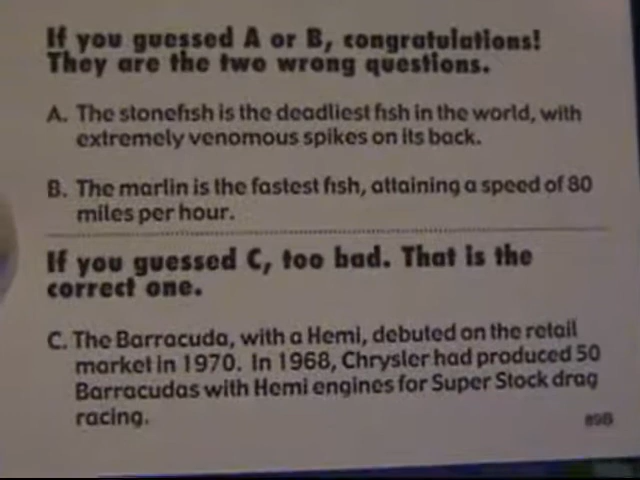 If you guessed A or B, congratulations!
They are the two wrong questions.
A. The stonefish is the deadliest fish in the world, with
extremely venomous spikes on its back.
B. The marlin is the fastest fish, attaining a speed of 80
miles per hour.
If you guessed C, too bad. That is the
correct one.
C. The Barracuda, with a Hemi, debuted on the retail
market in 1970. In 1968, Chrysler had produced 50
Barracudas with Hemi engines for Super Stock drag
racing.